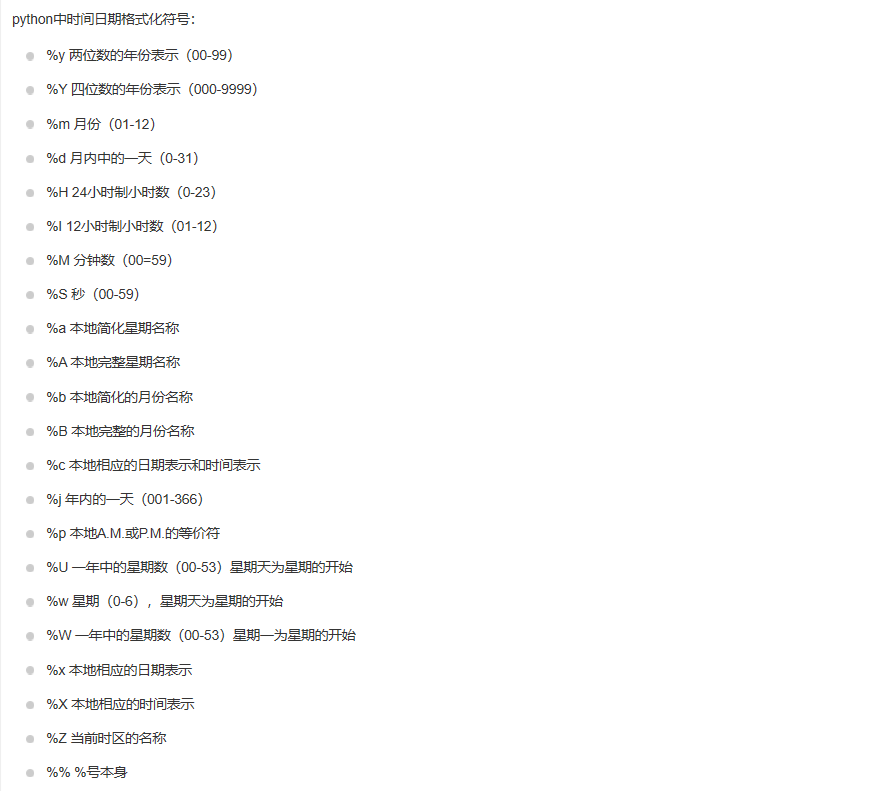 python中时间日期格式化符号：
%y 两位数的年份表示（00-99）
%Y 四位数的年份表示（000-9999）
%m 月份（01-12）
%d 月内中的一天（0-31）
%H 24小时制小时数（0-23）
%I 12小时制小时数（01-12）
%M 分钟数（00=59）
%S 秒（00-59）
%a 本地简化星期名称
%A 本地完整星期名称
%b 本地简化的月份名称
%B 本地完整的月份名称
%c 本地相应的日期表示和时间表示
%j 年内的一天（001-366）
%p 本地A.M.或P.M.的等价符
%U 一年中的星期数（00-53）星期天为星期的开始
%w 星期（0-6），星期天为星期的开始
%W 一年中的星期数（00-53）星期一为星期的开始
%x 本地相应的日期表示
%X 本地相应的时间表示
%Z 当前时区的名称
%% %号本身